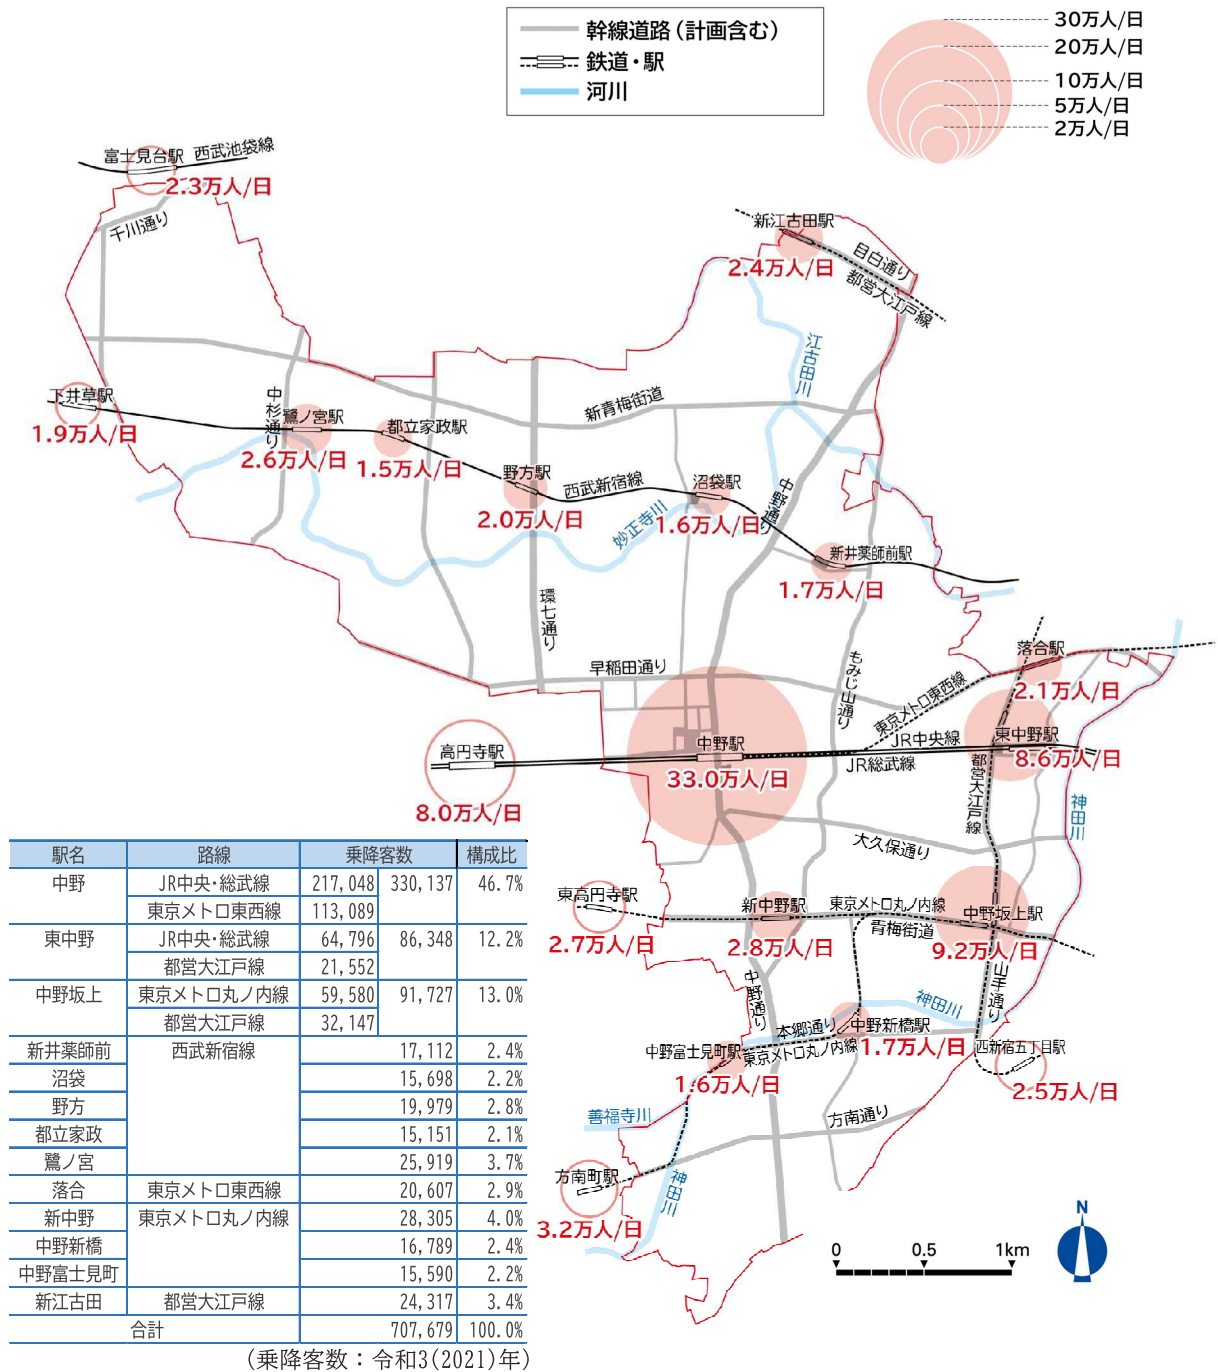 幹線道路（計画含む）
鉄道・駅
河川
30万人/日
20万人/日
10万人/日
5万人/日
2万人/日
富士見台駅 西武池袋線
2.3万人/日
千川通り
新江古田駅
2.4万人/日
目白通り
都営大江戸線
江古田川
下井草駅
1.9万人/日
中杉通り
鷺ノ宮駅
2.6万人/日
都立家政駅
1.5万人/日
新青梅街道
野方駅
2.0万人/日
西武新宿線
妙正寺川
沼袋駅
1.6万人/日
中野通り
新井薬師前駅
1.7万人/日
環七通り
早稲田通り
もみじ山通り
落合駅
2.1万人/日
東京メトロ東西線
高円寺駅
8.0万人/日
中野駅
33.0万人/日
JR中央線
JR総武線
東中野駅
8.6万人/日
都営大江戸線
神田川
大久保通り
東高円寺駅
2.7万人/日
新中野駅
2.8万人/日
東京メトロ丸ノ内線
青梅街道
中野坂上駅
9.2万人/日
山手通り
中野通り
本郷通り
神田川
中野新橋駅
1.7万人/日
中野富士見町駅
東京メトロ丸ノ内線
1.6万人/日
西新宿五丁目駅
2.5万人/日
善福寺川
方南通り
方南町駅
3.2万人/日
神田川
0 0.5 1km
N
駅名 路線 乗降客数 構成比
中野 JR中央・総武線 217,048 330,137 46.7%
東京メトロ東西線 113,089
東中野 JR中央・総武線 64,796 86,348 12.2%
都営大江戸線 21,552
中野坂上 東京メトロ丸ノ内線 59,580 91,727 13.0%
都営大江戸線 32,147
新井薬師前 西武新宿線 17,112 2.4%
沼袋 15,698 2.2%
野方 19,979 2.8%
都立家政 15,151 2.1%
鷺ノ宮 25,919 3.7%
落合 東京メトロ東西線 20,607 2.9%
新中野 東京メトロ丸ノ内線 28,305 4.0%
中野新橋 16,789 2.4%
中野富士見町 15,590 2.2%
新江古田 都営大江戸線 24,317 3.4%
合計 707,679 100.0%
（乗降客数：令和3(2021)年）